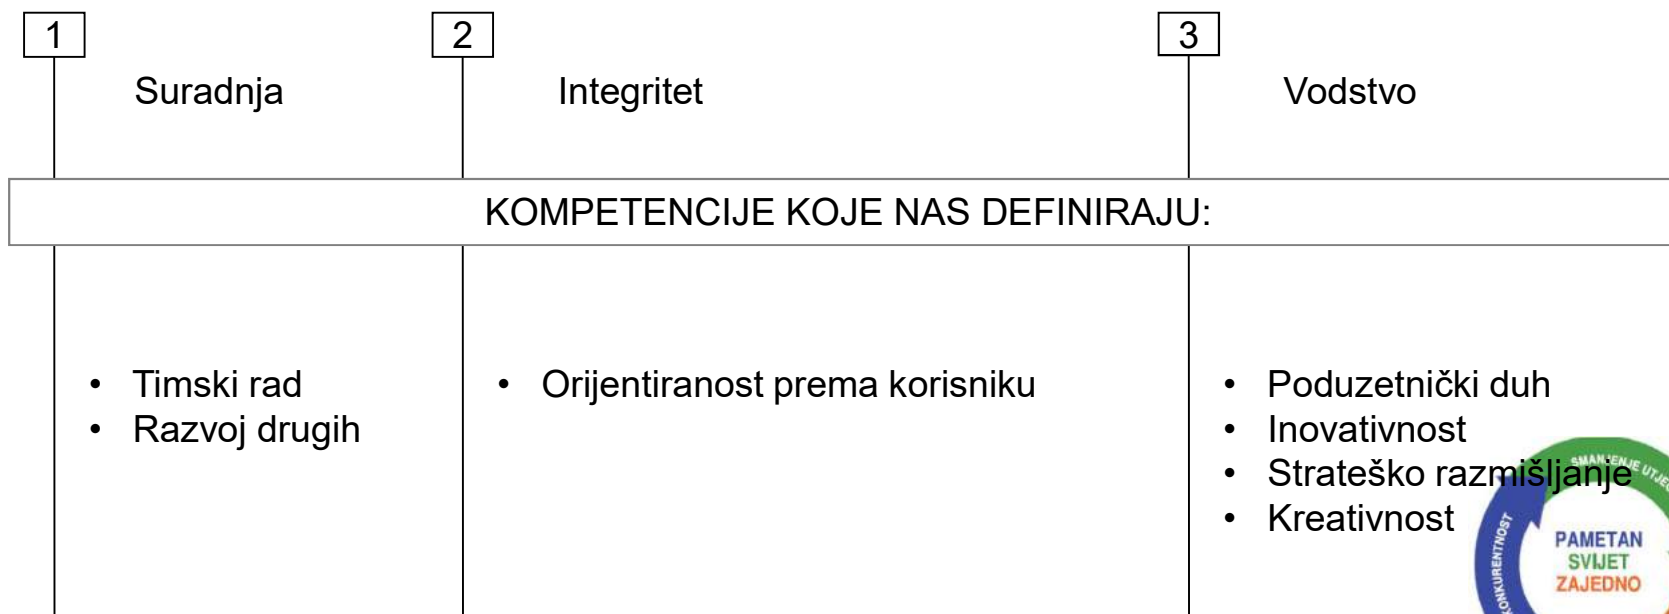 1
2
3
Suradnja
Integritet
Vodstvo
KOMPETENCIJE KOJE NAS DEFINIRAJU:
• Timski rad
• Razvoj drugih
• Orijentiranost prema korisniku
• Poduzetnički duh
• Inovativnost
• Strateško razmišljanje
• Kreativnost
SMANJENJE
PAMETAN
SVIJET
ZAJEDNO